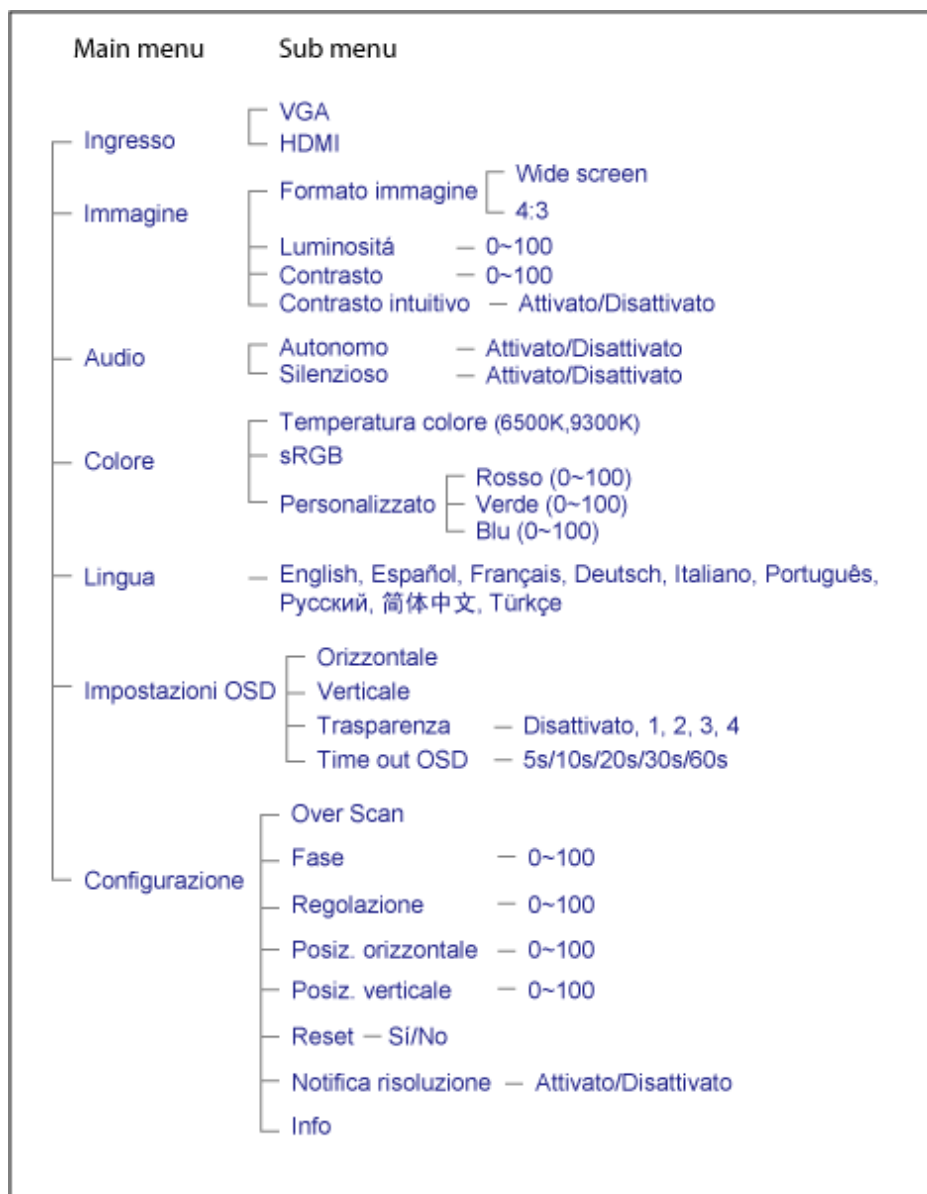 Main menu Sub menu
VGA
Ingresso HDMI
Formato immagine Wide screen
4:3
Immagine
Luminositá 0~100
Contrasto 0~100
Contrasto intuitivo Attivato/Disattivato
Audio Autonomo Attivato/Disattivato
Silenzioso Attivato/Disattivato
Temperatura colore (6500K,9300K)
Colore sRGB
Rosso (0~100)
Personalizzato Verde (0~100)
Blu (0~100)
Lingua English, Español, Français, Deutsch, Italiano, Português,
Русский, 简体中文, Türkçe
Orizzontale
Impostazioni OSD Verticale
Trasparenza Disattivato, 1, 2, 3, 4
Time out OSD 5s/10s/20s/30s/60s
Over Scan
Fase 0~100
Configurazione
Regolazione 0~100
Posiz. orizzontale 0~100
Posiz. verticale 0~100
Reset Sí/No
Notifica risoluzione Attivato/Disattivato
Info